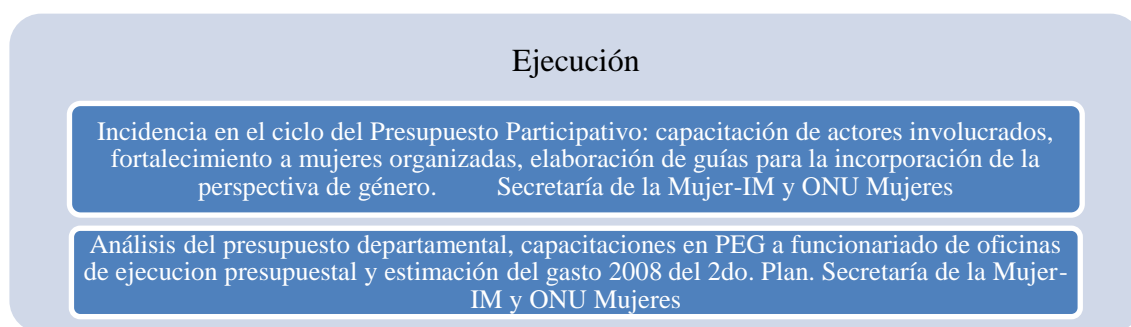 Ejecución
Incidencia en el ciclo del Presupuesto Participativo: capacitación de actores involucrados,
fortalecimiento a mujeres organizadas, elaboración de guías para la incorporación de la
perspectiva de género. Secretaría de la Mujer-IM y ONU Mujeres
Análisis del presupuesto departamental, capacitaciones en PEG a funcionariado de oficinas
de ejecucion presupuestal y estimación del gasto 2008 del 2do. Plan. Secretaría de la Mujer-
IM y ONU Mujeres